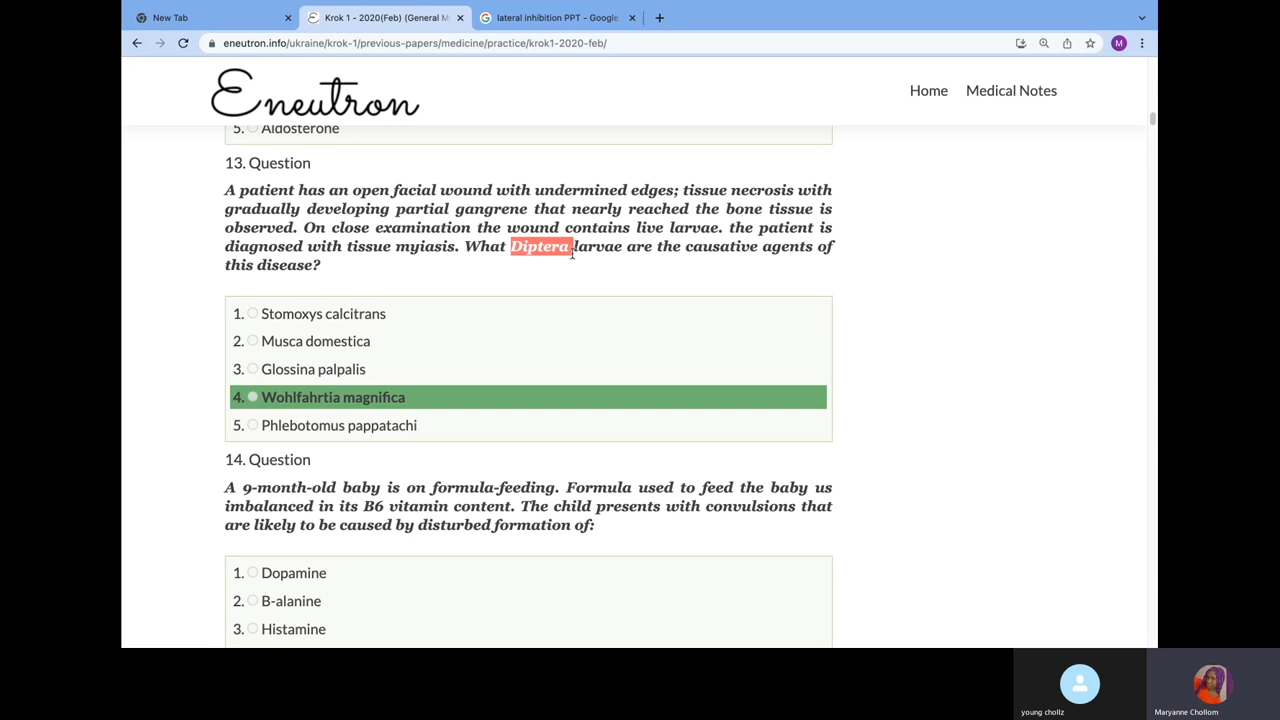 New Tab
Krok 1 - 2020(Feb) (General M
lateral inhibition PPT - Google
eneutron.info/ukraine/krok-1/previous-papers/medicine/practice/krok1-2020-feb/
M
Eneutron
Home
Medical Notes
5. Aldosterone
13. Question
A patient has an open facial wound with undermined edges; tissue necrosis with
gradually developing partial gangrene that nearly reached the bone tissue is
observed. On close examination the wound contains live larvae. the patient is
diagnosed with tissue myiasis. What Diptera larvae are the causative agents of
this disease?
1. Stomoxys calcitrans
2. Musca domestica
3. Glossina palpalis
4. Wohlfahrtia magnifica
5. Phlebotomus pappatachi
14. Question
A 9-month-old baby is on formula-feeding. Formula used to feed the baby us
imbalanced in its B6 vitamin content. The child presents with convulsions that
are likely to be caused by disturbed formation of:
1. Dopamine
2. B-alanine
3. Histamine
young chollz
Maryanne Chollom